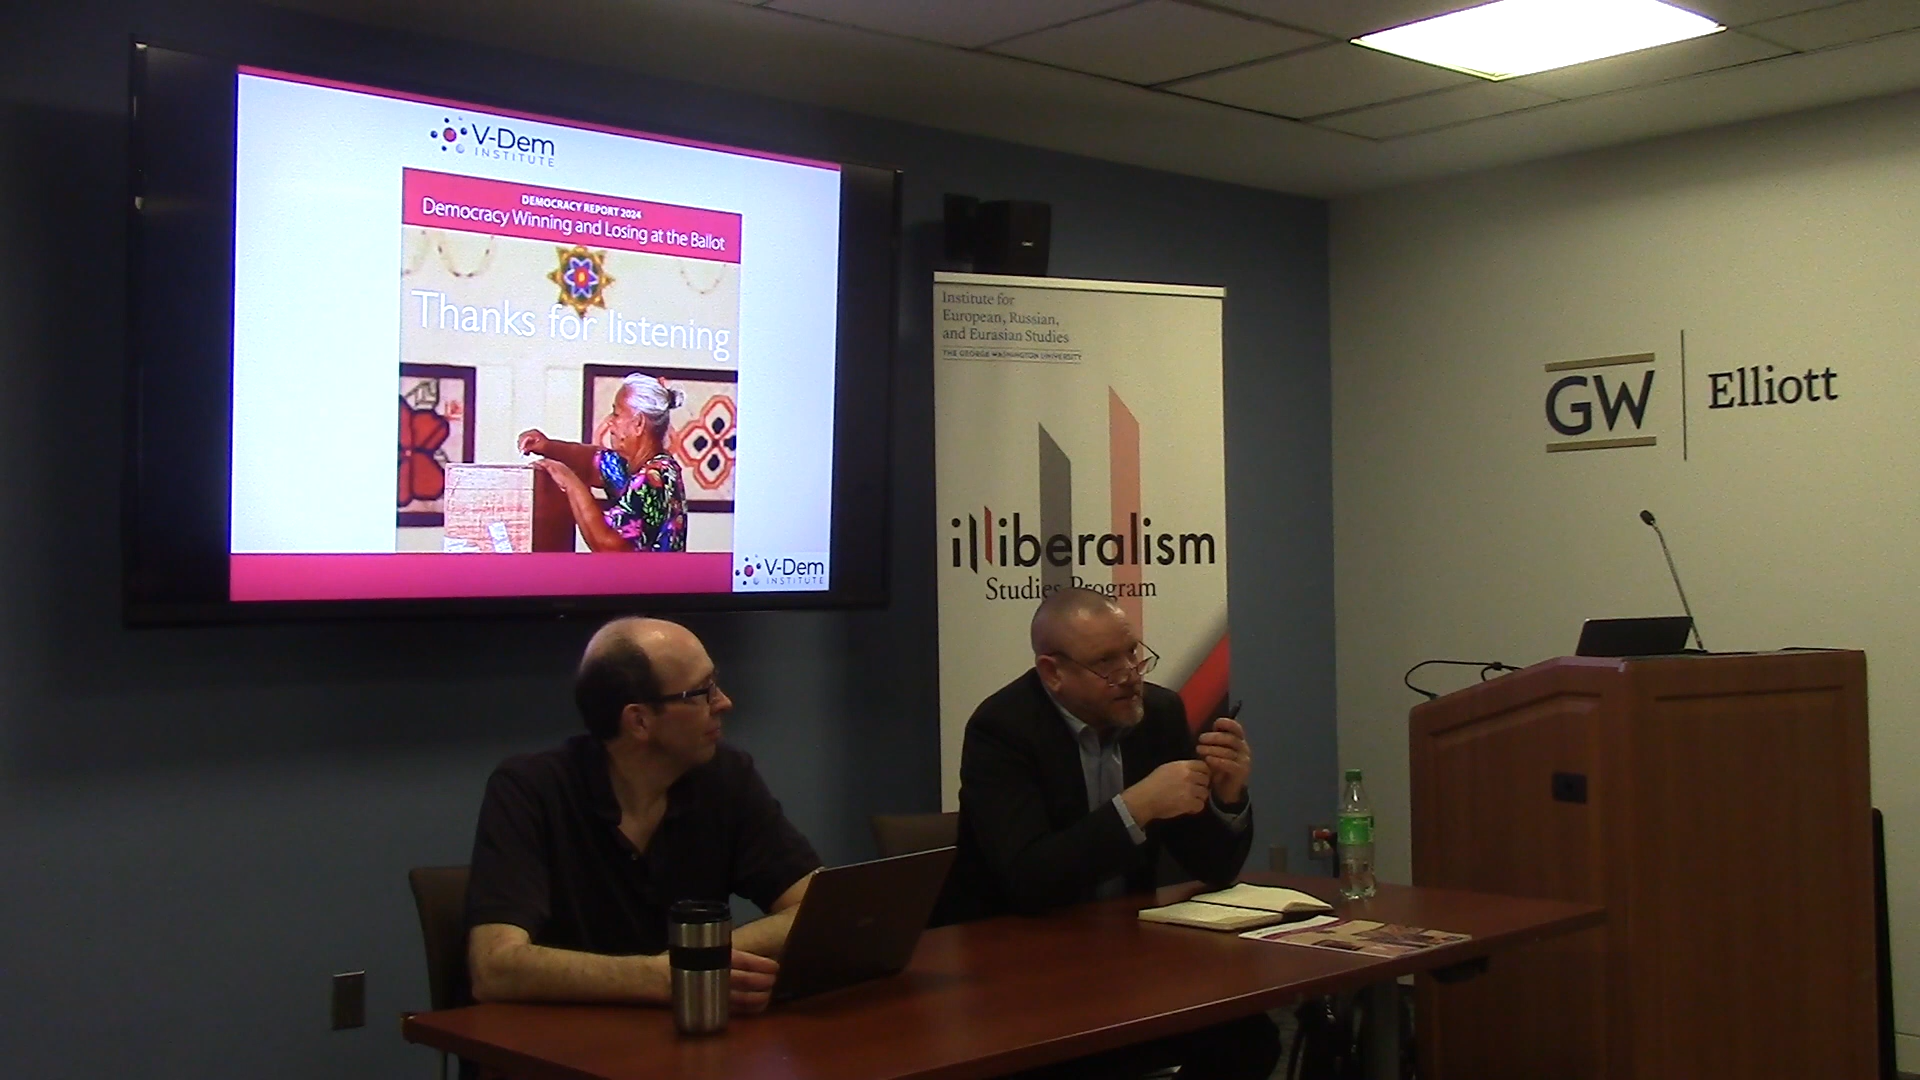 V-Dem
INSTITUTE
DEMOCRACY REPORT 2024
Democracy Winning and Losing at the Ballot
Thanks for listening
V-Dem
INSTITUTE
Institute for
European, Russian,
and Eurasian Studies
THE GEORGE WASHINGTON UNIVERSITY
illiberalism
Studies Program
GW
Elliott